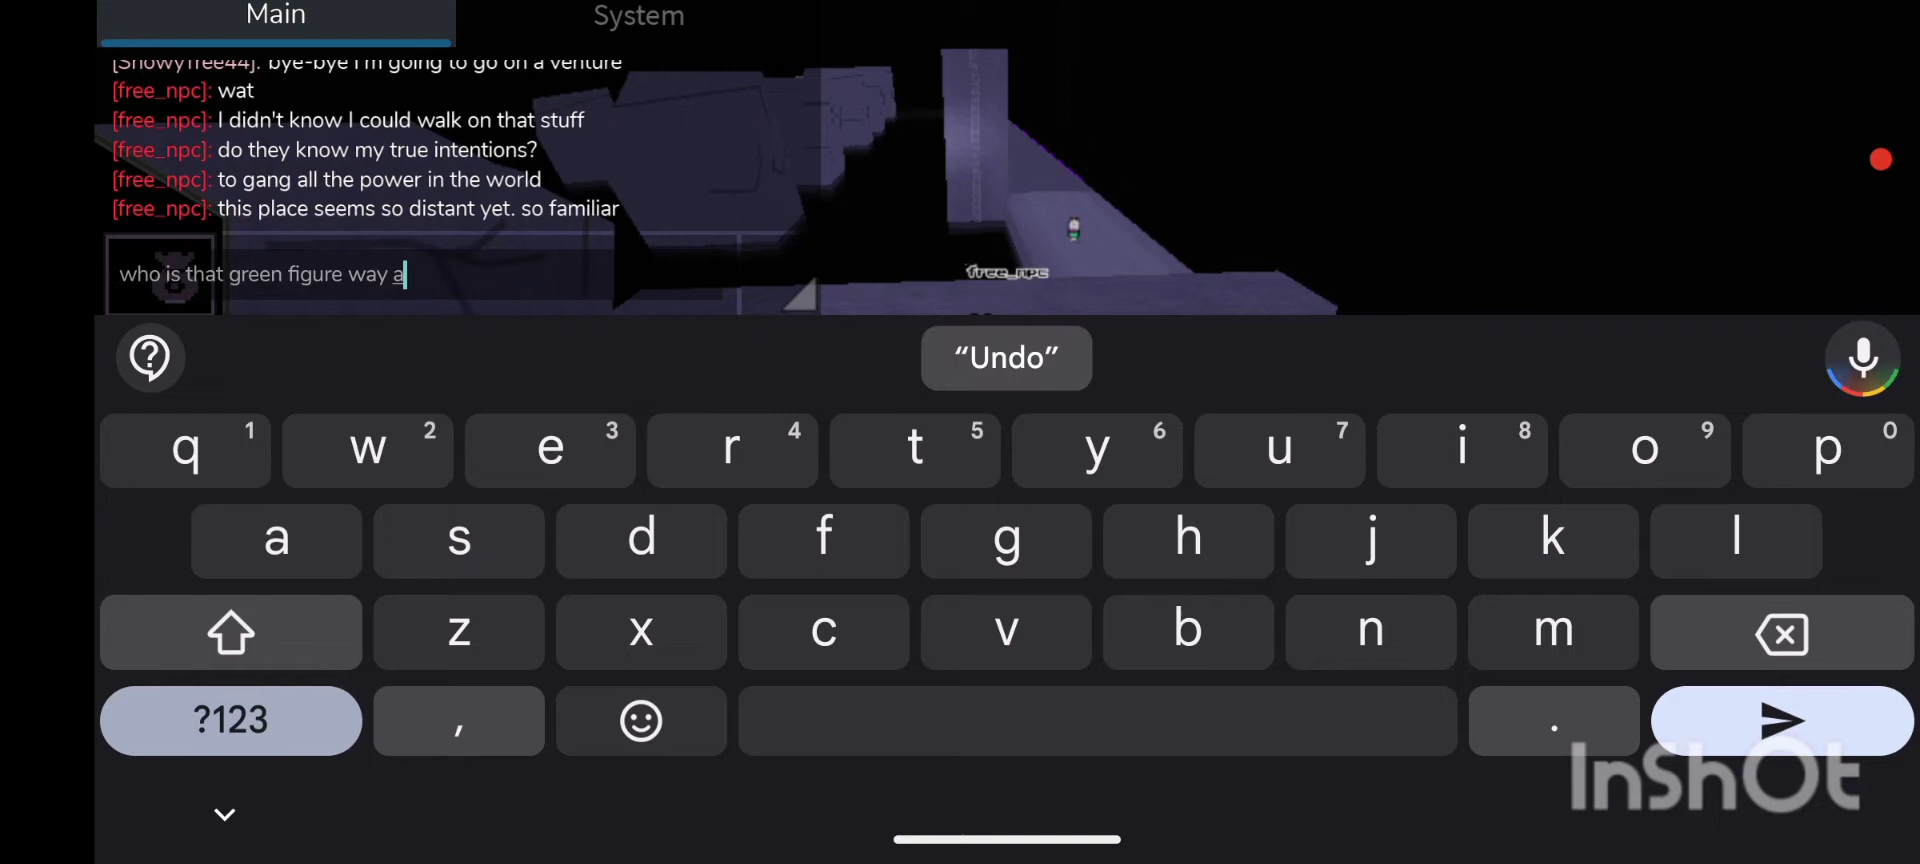 Main
System
[SnowyTree44]: bye-bye I'm going to go on a venture
[free_npc]: wat
[free_npc]: I didn't know I could walk on that stuff
[free_npc]: do they know my true intentions?
[free_npc]: to gang all the power in the world
[free_npc]: this place seems so distant yet. so familiar
who is that green figure way a
free_npc
“Undo”
q 1 w 2 e 3 r 4 t 5 y 6 u 7 i 8 o 9 p 0
a s d f g h j k l
z x c v b n m
?123 , .
InShOt